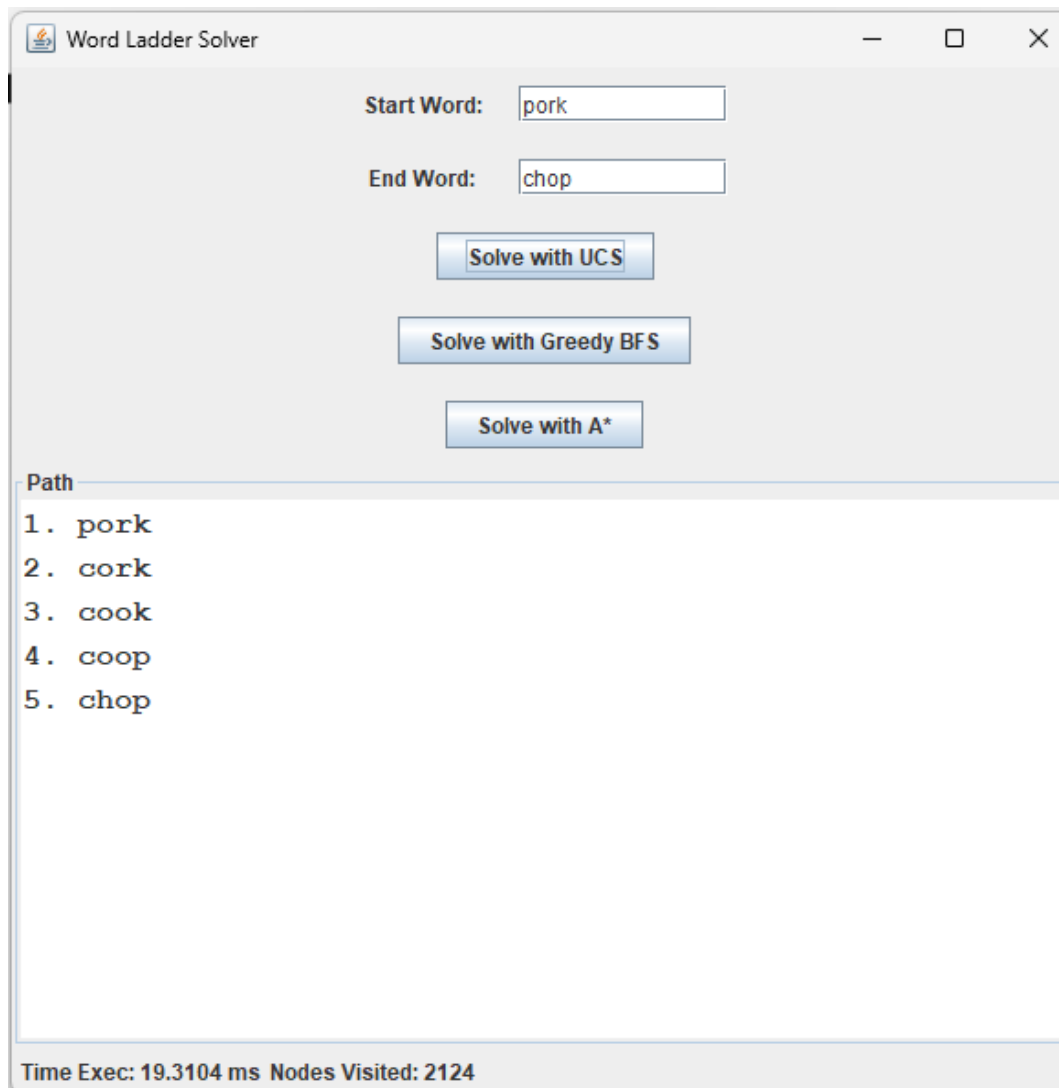 Word Ladder Solver
Start Word: pork
End Word: chop
Solve with UCS
Solve with Greedy BFS
Solve with A*
Path
1. pork
2. cork
3. cook
4. coop
5. chop
Time Exec: 19.3104 ms Nodes Visited: 2124